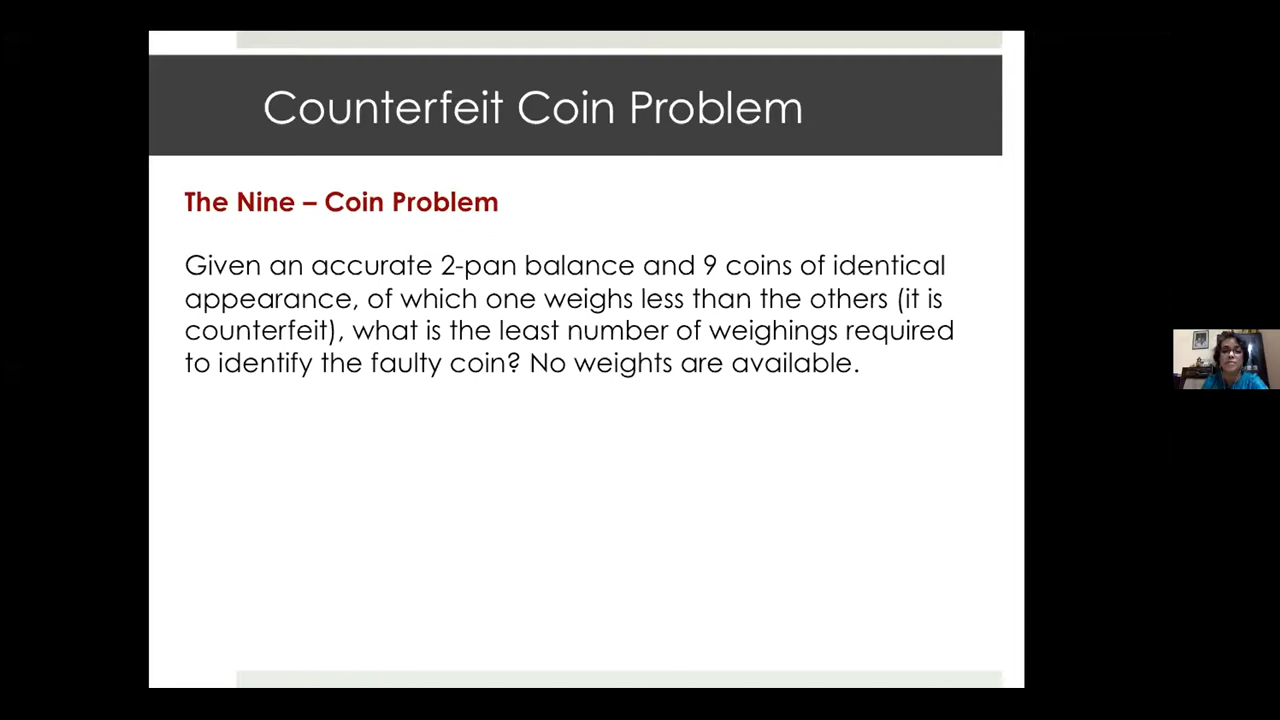 Counterfeit Coin Problem
The Nine – Coin Problem
Given an accurate 2-pan balance and 9 coins of identical
appearance, of which one weighs less than the others (it is
counterfeit), what is the least number of weighings required
to identify the faulty coin? No weights are available.